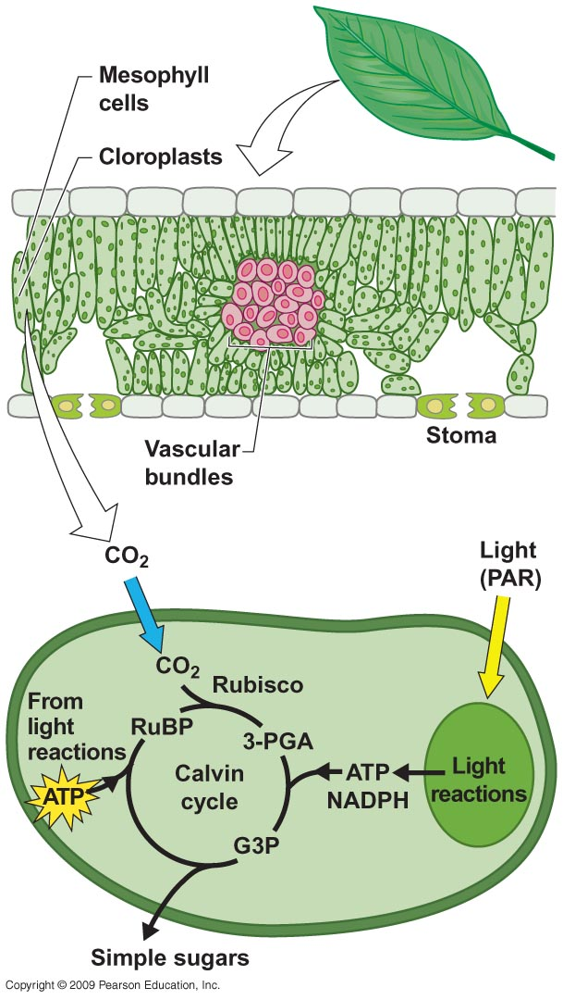 Mesophyll
cells
Cloroplasts
Vascular
bundles
Stoma
CO₂
Light
(PAR)
CO₂
Rubisco
From
light
reactions
RuBP
3-PGA
ATP
Calvin
cycle
ATP
NADPH
Light
reactions
G3P
Simple sugars
Copyright © 2009 Pearson Education, Inc.